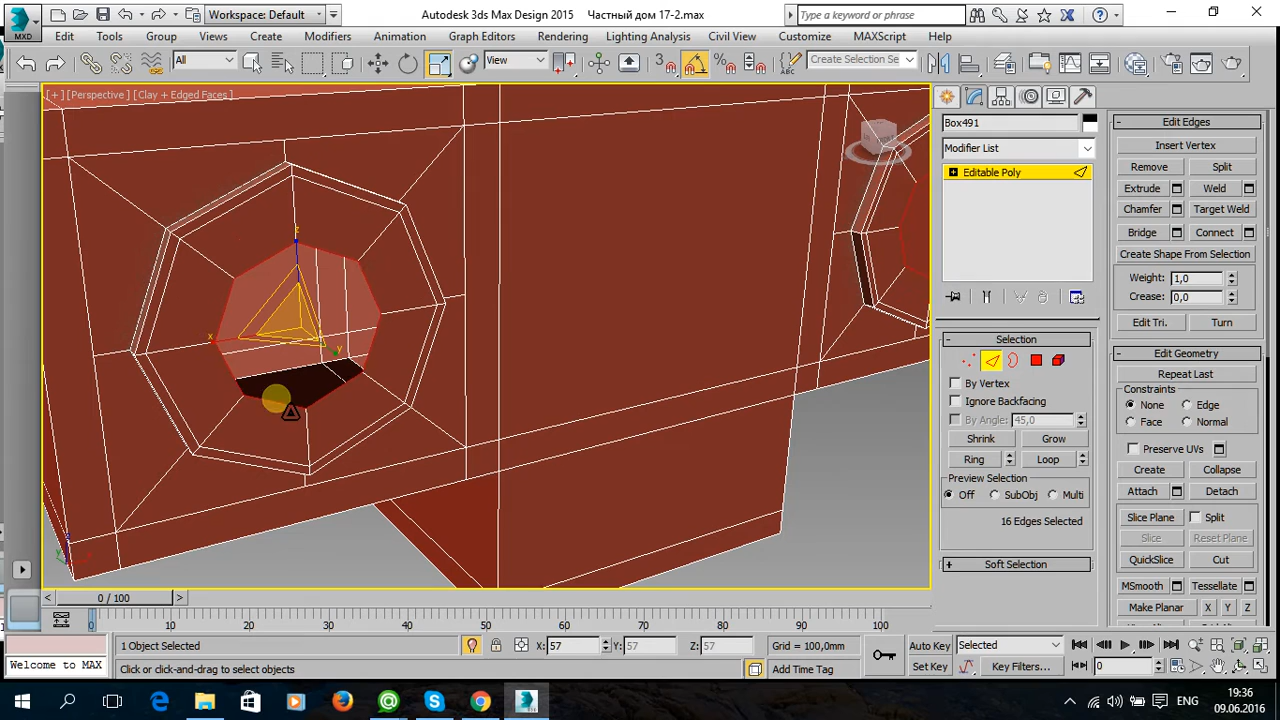 MXD
Workspace: Default
Autodesk 3ds Max Design 2015
Частный дом 17-2.max
Type a keyword or phrase
Edit Tools Group Views Create Modifiers Animation Graph Editors Rendering Lighting Analysis Civil View Customize MAXScript Help
All
View
3
Create Selection Se
[+] [Perspective] [Clay + Edged Faces]
z
x
y
Box491
Modifier List
Editable Poly
Selection
By Vertex
Ignore Backfacing
By Angle: 45,0
Shrink Grow
Ring Loop
Preview Selection
Off SubObj Multi
16 Edges Selected
Soft Selection
Edit Edges
Insert Vertex
Remove Split
Extrude Weld
Chamfer Target Weld
Bridge Connect
Create Shape From Selection
Weight: 1,0
Crease: 0,0
Edit Tri. Turn
Edit Geometry
Repeat Last
Constraints
None Edge
Face Normal
Preserve UVs
Create Collapse
Attach Detach
Slice Plane Split
Slice Reset Plane
QuickSlice Cut
MSmooth Tessellate
Make Planar X Y Z
0 / 100
0 10 20 30 40 50 60 70 80 90 100
1 Object Selected
X: 57 Y: 57 Z: 57
Grid = 100,0mm
Auto Key Selected
Welcome to MAX
Click or click-and-drag to select objects
Add Time Tag
Set Key Key Filters...
0
ENG
19:36
09.06.2016